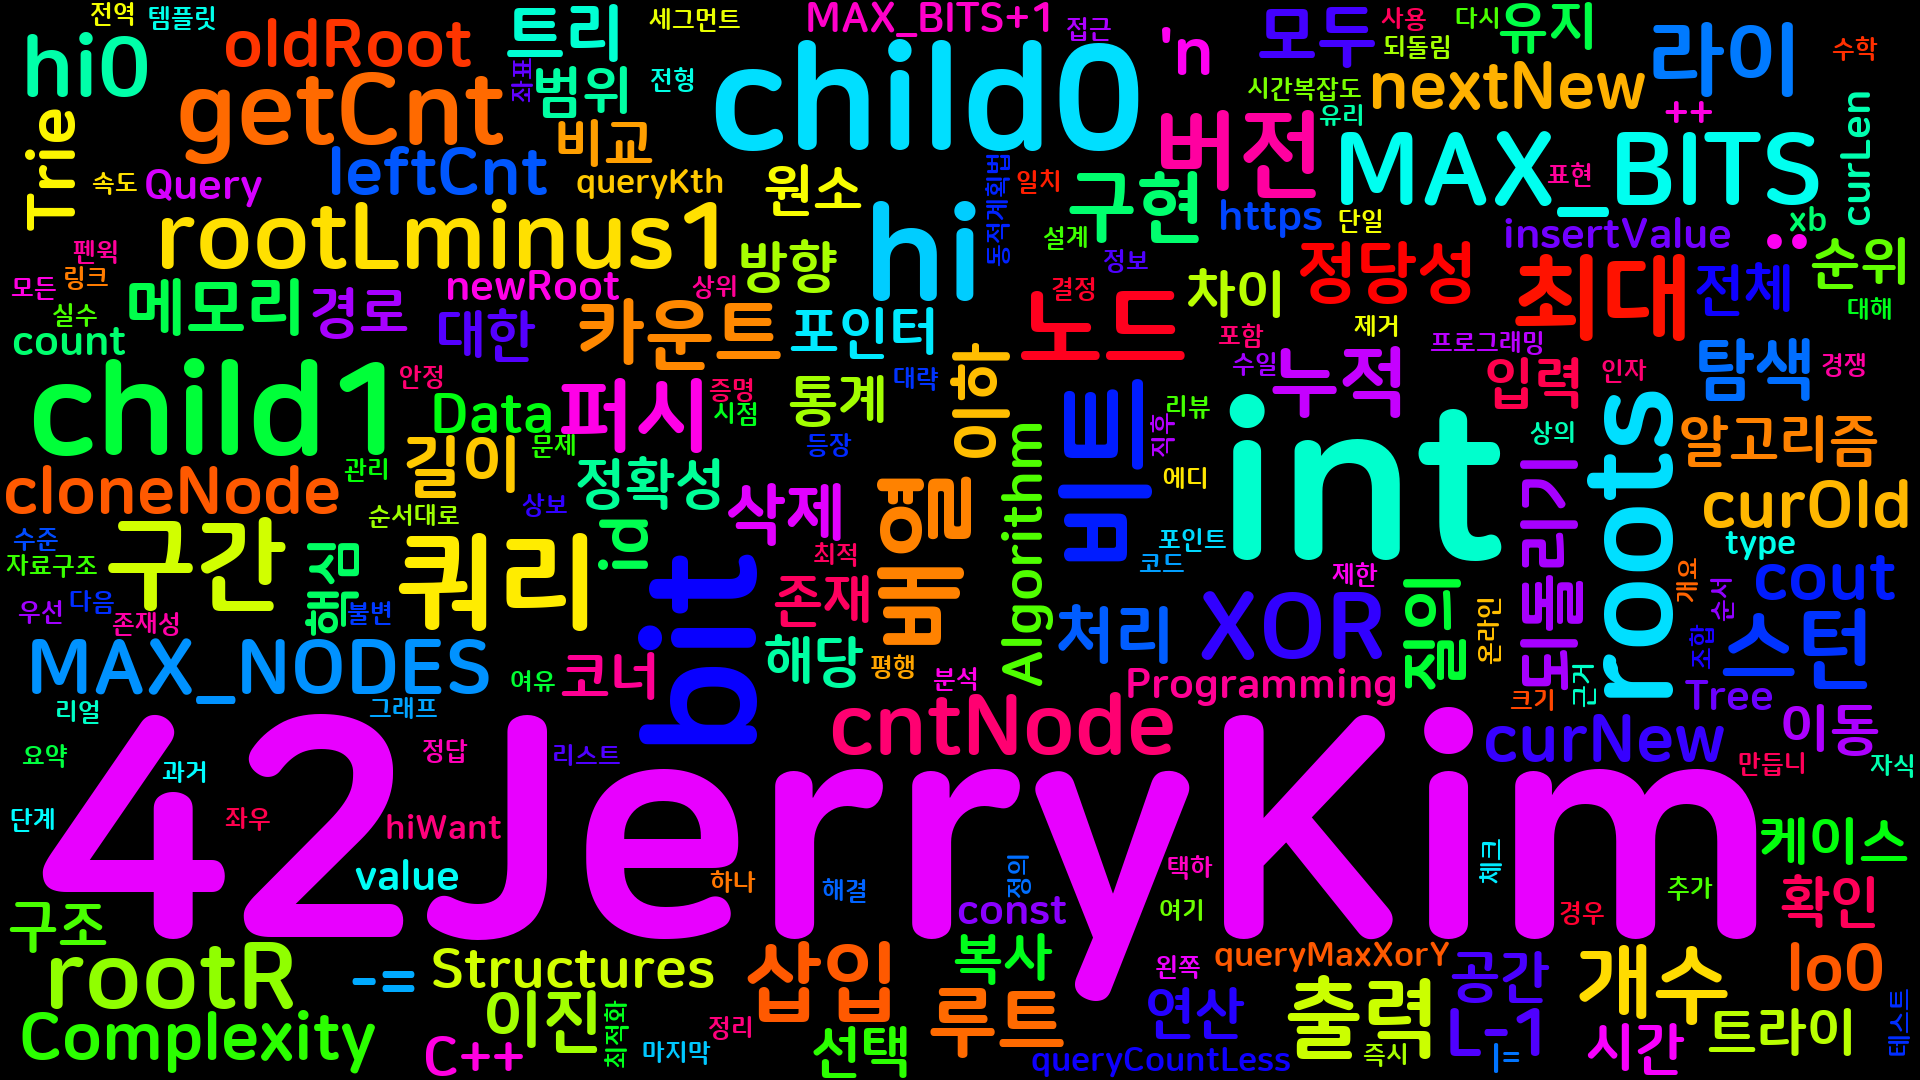 전역
템플릿
세그먼트
MAX_BITS+1
접근
사용
다시
유지
hi0
oldRoot
트리
좌표
범위
전형
child0
'n
모두
되돌림
nextNew
라이
수학
시간복잡도
유리
++
Trie
getCnt
비교
leftCnt
queryKth
속도
Query
원소
동적계획법
일치
버전
MAX_BITS
표현
curLen
구현
설계
https
단일
xb
rootLminus1
hi
방향
정보
insertValue
순위
펜윅
모든
링크
실수
메모리
경로
newRoot
상위
대한
카운트
포인터
결정
노드
차이
정당성
최대
전체
대해
count
포함
제거
프로그래밍
수일
누적
입력
인자
탐색
경쟁
child1
안정
Data
퍼시
증명
시점
통계
대략
이하
비트
리뷰
직후
int
상의
roots
알고리즘
cloneNode
관리
길이
문제
정확성
등장
삭제
배열
Algorithm
에디
되돌리기
curOld
수준
자료구조
우선
다음
존재성
구간
핵심
불변
순서대로
쿼리
상보
id
bit
최적
존재
해당
평행
포인트
코드
처리
XOR
제한
질의
온라인
개요
순서
조합
type
cout
스턴
MAX_NODES
여유
코너
분석
Programming
크기
근거
Tree
이동
리얼
그래프
요약
과거
정답
리스트
cntNode
curNew
만듭니
자식
42JerryKim
단계
좌우
hiWant
value
하나
해결
정의
택하
여기
체크
추가
경우
케이스
확인
구조
rootR
-=
Structures
삽입
const
복사
왼쪽
queryMaxXorY
공간
개수
lo0
Complexity
C++
이진
최적화
마지막
정리
선택
루트
연산
queryCountLess
출력
즉시
L-1
|=
시간
트라이
테스트